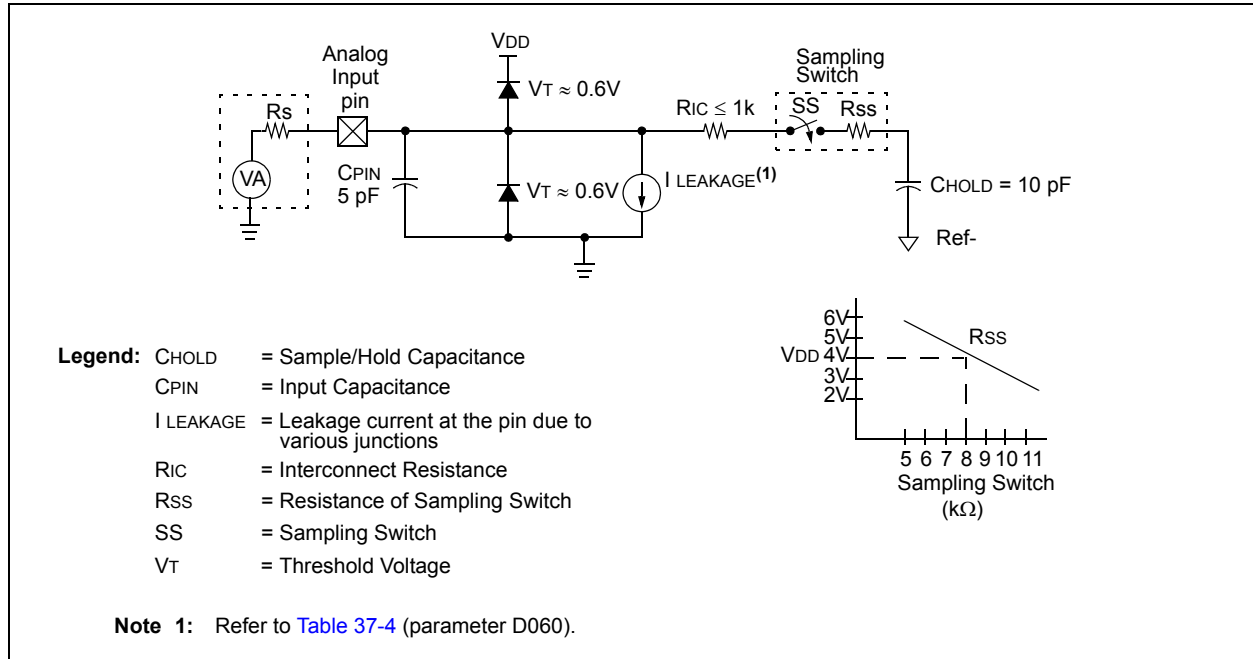 VDD
Analog
Input
pin
Sampling
Switch
VT ≈ 0.6V
RIC ≤ 1k
SS
RSS
Rs
VA
CPIN
5 pF
VT ≈ 0.6V
I LEAKAGE(1)
CHOLD = 10 pF
Ref-
6V
5V
VDD 4V
3V
2V
RSS
5 6 7 8 9 10 11
Sampling Switch
(kΩ)
Legend: CHOLD = Sample/Hold Capacitance
CPIN = Input Capacitance
I LEAKAGE = Leakage current at the pin due to
various junctions
RIC = Interconnect Resistance
RSS = Resistance of Sampling Switch
SS = Sampling Switch
VT = Threshold Voltage
Note 1: Refer to Table 37-4 (parameter D060).